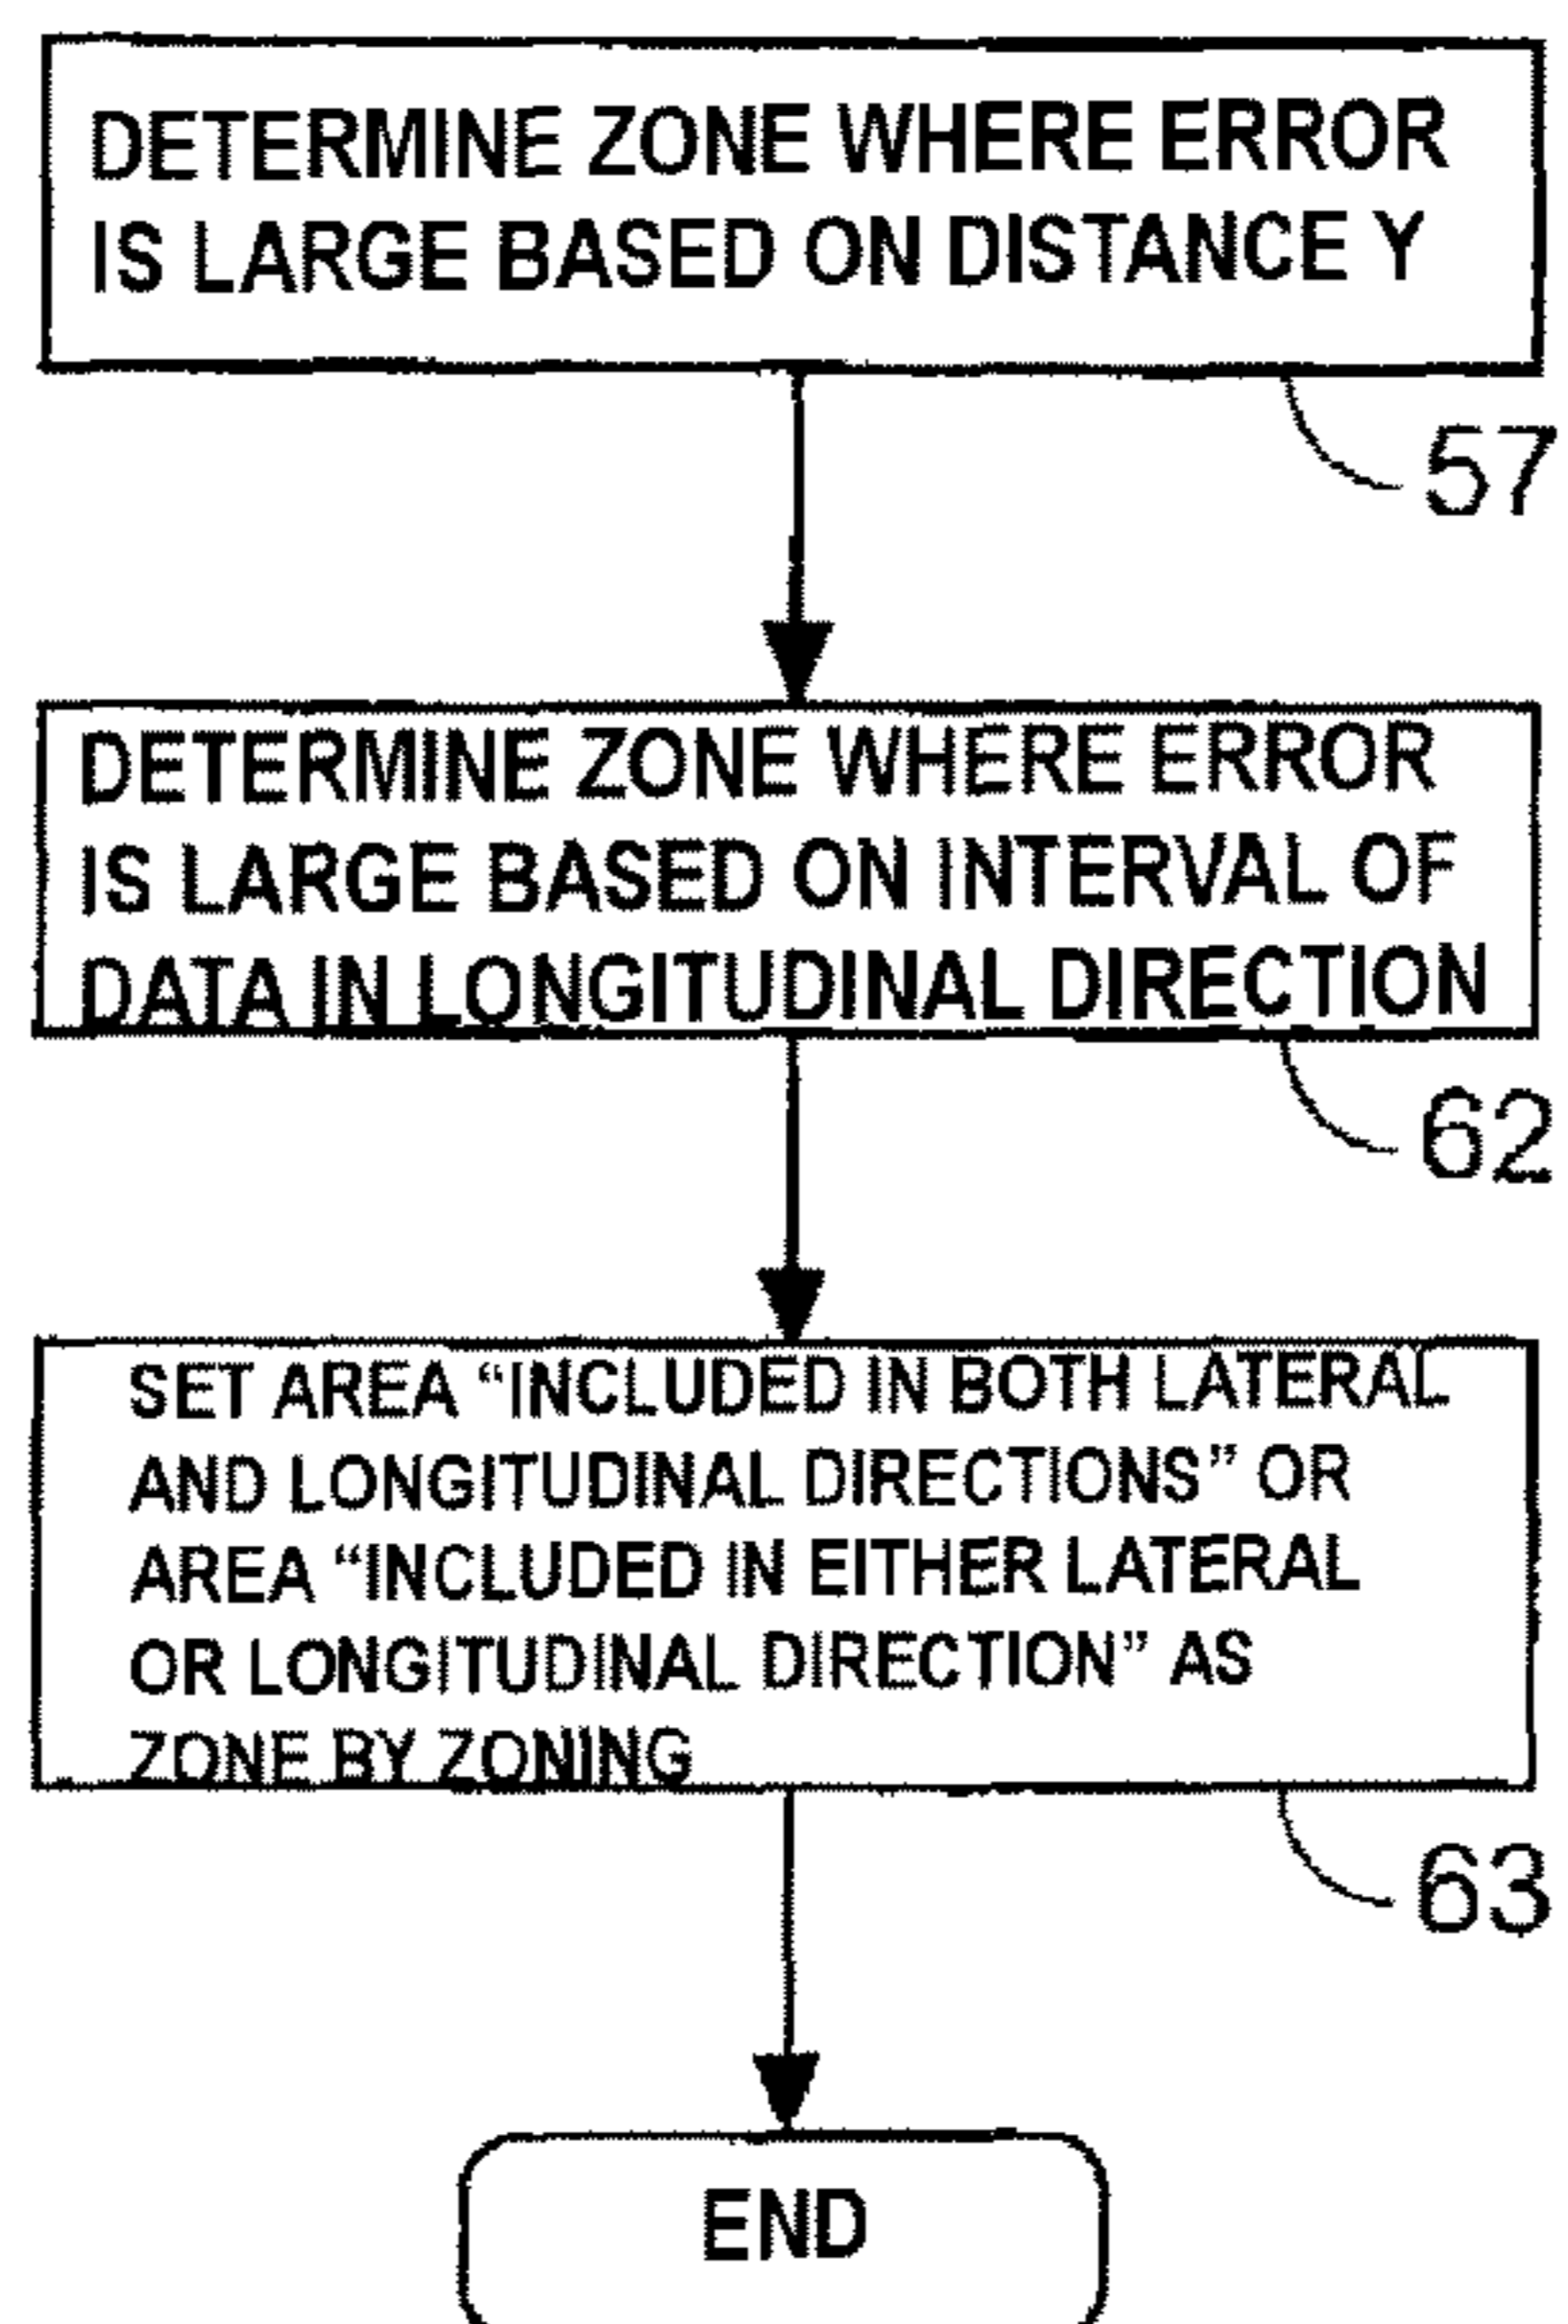 DETERMINE ZONE WHERE ERROR
IS LARGE BASED ON DISTANCE Y
57
DETERMINE ZONE WHERE ERROR
IS LARGE BASED ON INTERVAL OF
DATA IN LONGITUDINAL DIRECTION
62
SET AREA “INCLUDED IN BOTH LATERAL
AND LONGITUDINAL DIRECTIONS” OR
AREA “INCLUDED IN EITHER LATERAL
OR LONGITUDINAL DIRECTION” AS
ZONE BY ZONING
63
END